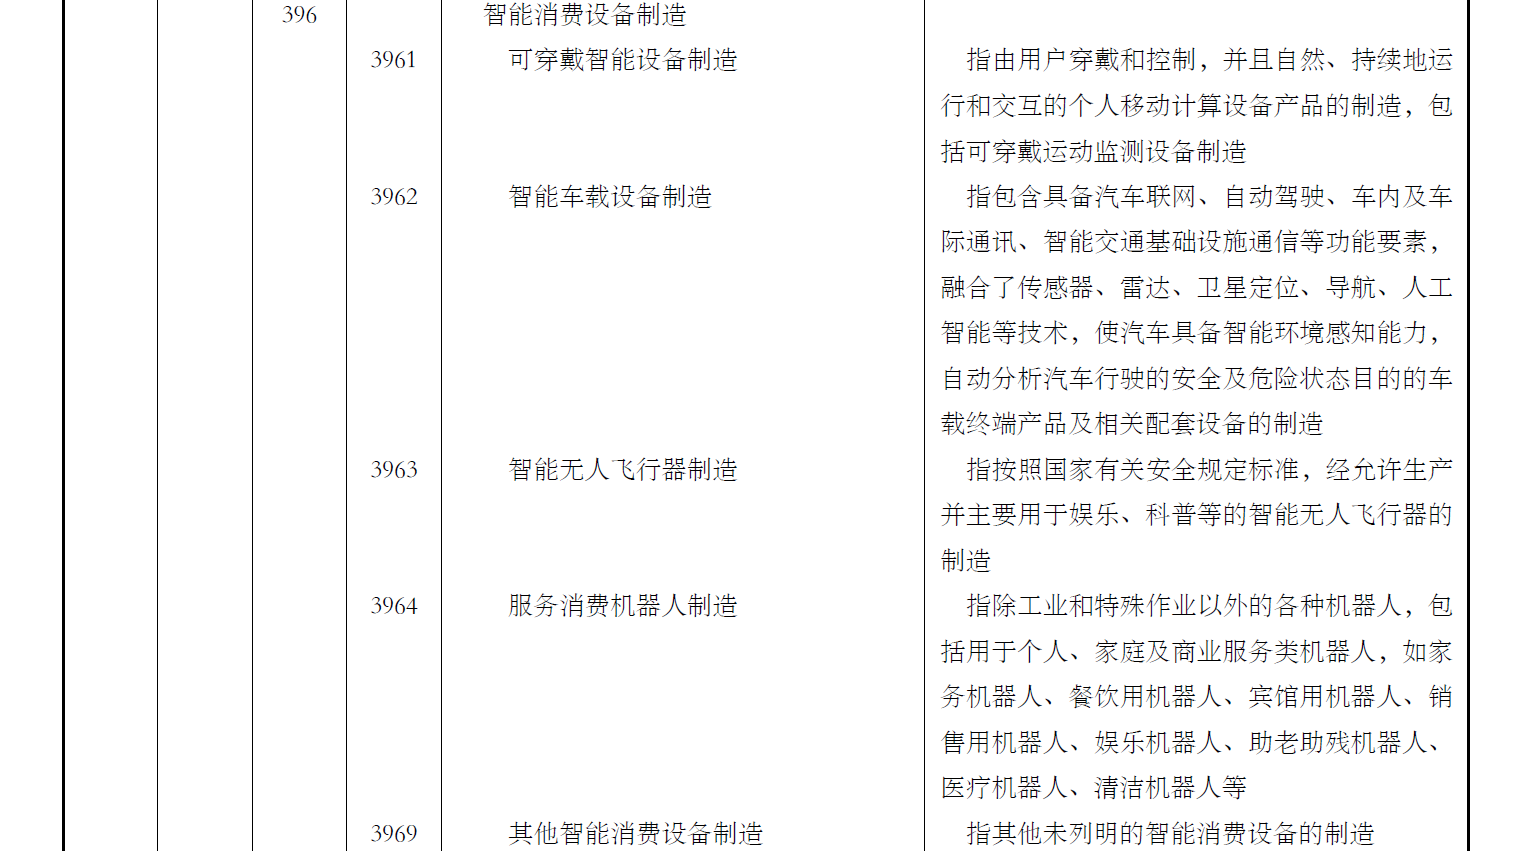 396 智能消费设备制造
3961 可穿戴智能设备制造 指由用户穿戴和控制，并且自然、持续地运
行和交互的个人移动计算设备产品的制造，包
括可穿戴运动监测设备制造
3962 智能车载设备制造 指包含具备汽车联网、自动驾驶、车内及车
际通讯、智能交通基础设施通信等功能要素，
融合了传感器、雷达、卫星定位、导航、人工
智能等技术，使汽车具备智能环境感知能力，
自动分析汽车行驶的安全及危险状态目的的车
载终端产品及相关配套设备的制造
3963 智能无人飞行器制造 指按照国家有关安全规定标准，经允许生产
并主要用于娱乐、科普等的智能无人飞行器的
制造
3964 服务消费机器人制造 指除工业和特殊作业以外的各种机器人，包
括用于个人、家庭及商业服务类机器人，如家
务机器人、餐饮用机器人、宾馆用机器人、销
售用机器人、娱乐机器人、助老助残机器人、
医疗机器人、清洁机器人等
3969 其他智能消费设备制造 指其他未列明的智能消费设备的制造